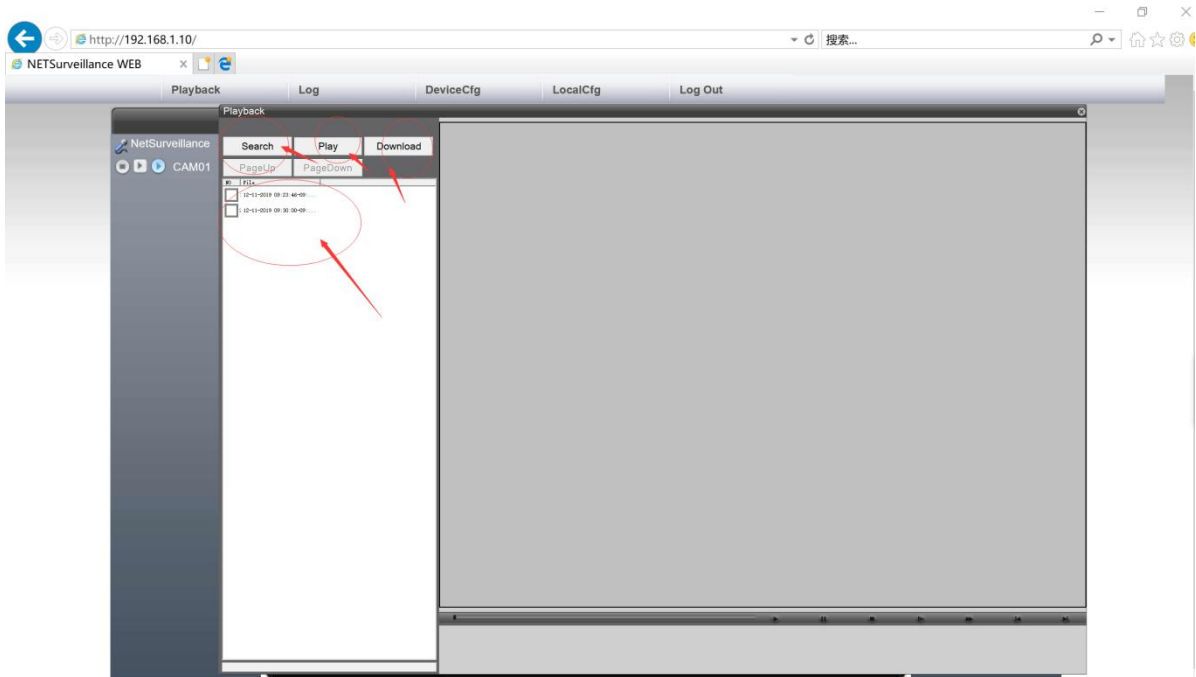 http://192.168.1.10/
搜索...
NETSurveillance WEB
Playback Log DeviceCfg LocalCfg Log Out
Playback
NetSurveillance
CAM01
Search Play Download
PageUp PageDown
File
12-11-2019 09:23:46-09:......
12-11-2019 09:30:00-09:......